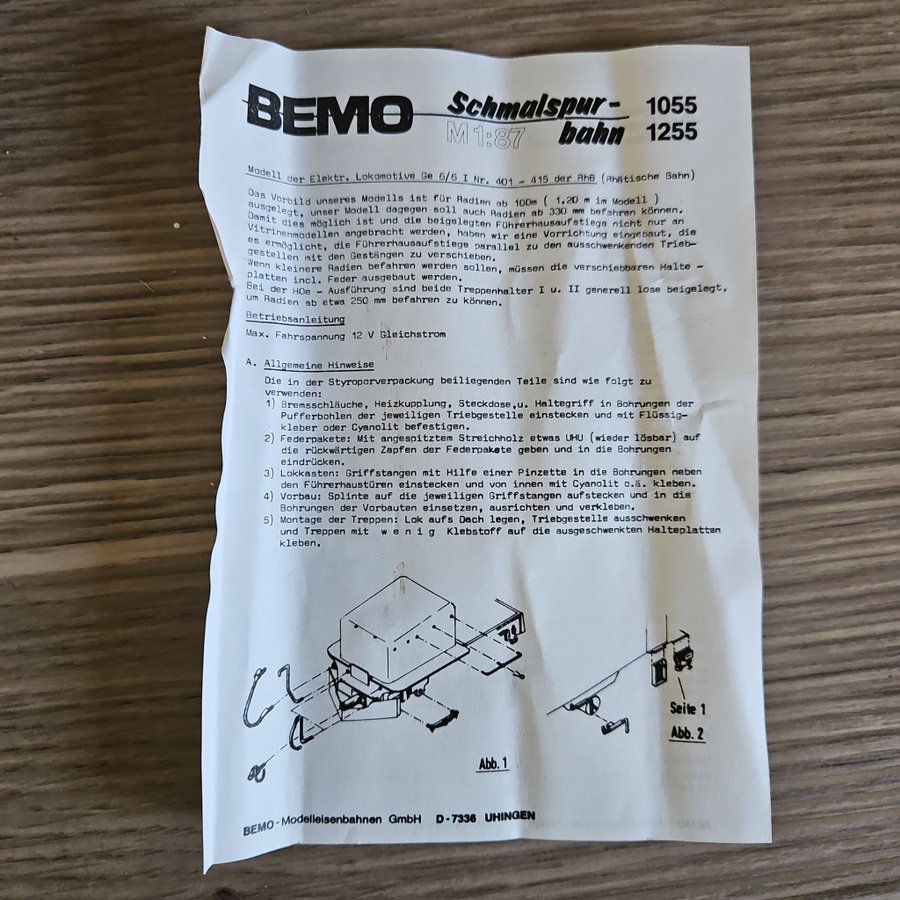 BEMO Schmalspur- 1055
M 1:87 bahn 1255
Modell der Elektr. Lokomotive Ge 6/6 I Nr. 401 - 415 der RhB (Rhätische Bahn)
Das Vorbild unseres Modells ist für Radien ab 100m ( 1,20 m im Modell )
ausgelegt, unser Modell dagegen soll auch Radien ab 330 mm befahren können.
Damit dies möglich ist und die beigelegten Führerhausaufstiege nicht nur an
Vitrinenmodellen angebracht werden, haben wir eine Vorrichtung eingebaut, die
es ermöglicht, die Führerhausaufstiege parallel zu den ausschwenkenden Trieb-
gestellen mit den Gestängen zu verschieben.
Wenn kleinere Radien befahren werden sollen, müssen die verschiebbaren Halte -
platten incl. Feder ausgebaut werden.
Bei der HOe - Ausführung sind beide Treppenhalter I u. II generell lose beigelegt,
um Radien ab etwa 250 mm befahren zu können.
Betriebsanleitung
Max. Fahrspannung 12 V Gleichstrom
A. Allgemeine Hinweise
Die in der Styroporverpackung beiliegenden Teile sind wie folgt zu
verwenden:
1) Bremsschläuche, Heizkupplung, Steckdose,u. Haltegriff in Bohrungen der
Pufferbohlen der jeweiligen Triebgestelle einstecken und mit Flüssig-
kleber oder Cyanolit befestigen.
2) Federpakete: Mit angespitztem Streichholz etwas UHU (wieder lösbar) auf
die rückwärtigen Zapfen der Federpakete geben und in die Bohrungen
eindrücken.
3) Lokkasten: Griffstangen mit Hilfe einer Pinzette in die Bohrungen neben
den Führerhaustüren einstecken und von innen mit Cyanolit o.ä. kleben.
4) Vorbau: Splinte auf die jeweiligen Griffstangen aufstecken und in die
Bohrungen der Vorbauten einsetzen, ausrichten und verkleben.
5) Montage der Treppen: Lok aufs Dach legen, Triebgestelle ausschwenken
und Treppen mit w e n i g Klebstoff auf die ausgeschwenkten Halteplatten
kleben.
Seite 1
Abb. 2
Abb. 1
BEMO-Modelleisenbahnen GmbH D-7336 UHINGEN